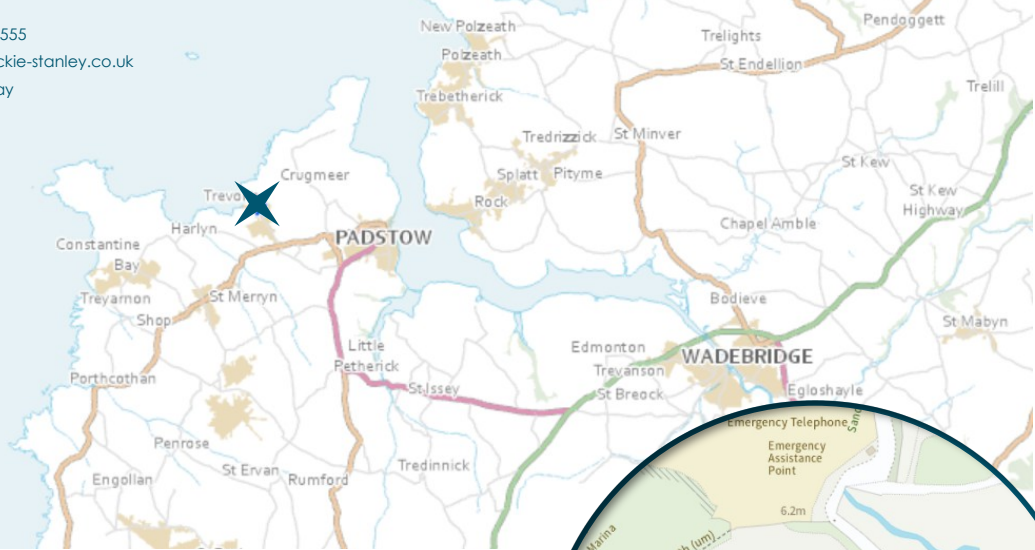 555
ckie-stanley.co.uk
ay
New Polzeath
Polzeath
Trebetherick
Trelights
Pendoggett
St Endellion
Trelill
Tredrizzick
St Minver
Splatt
Pityme
Rock
St Kew
St Kew
Highway
Chapel Amble
Crugmeer
Trevo
Harlyn
PADSTOW
Constantine
Bay
Treyarnon
St Merryn
Shop
Bodieve
St Mabyn
Little
Petherick
Edmonton
WADEBRIDGE
Trevanson
St Breock
Egloshayle
Porthcothan
St Issey
Penrose
St Ervan
Engollan
Rumford
Tredinnick
Emergency Telephone
Sand
Emergency
Assistance
Point
6.2m
Marina
h (um)